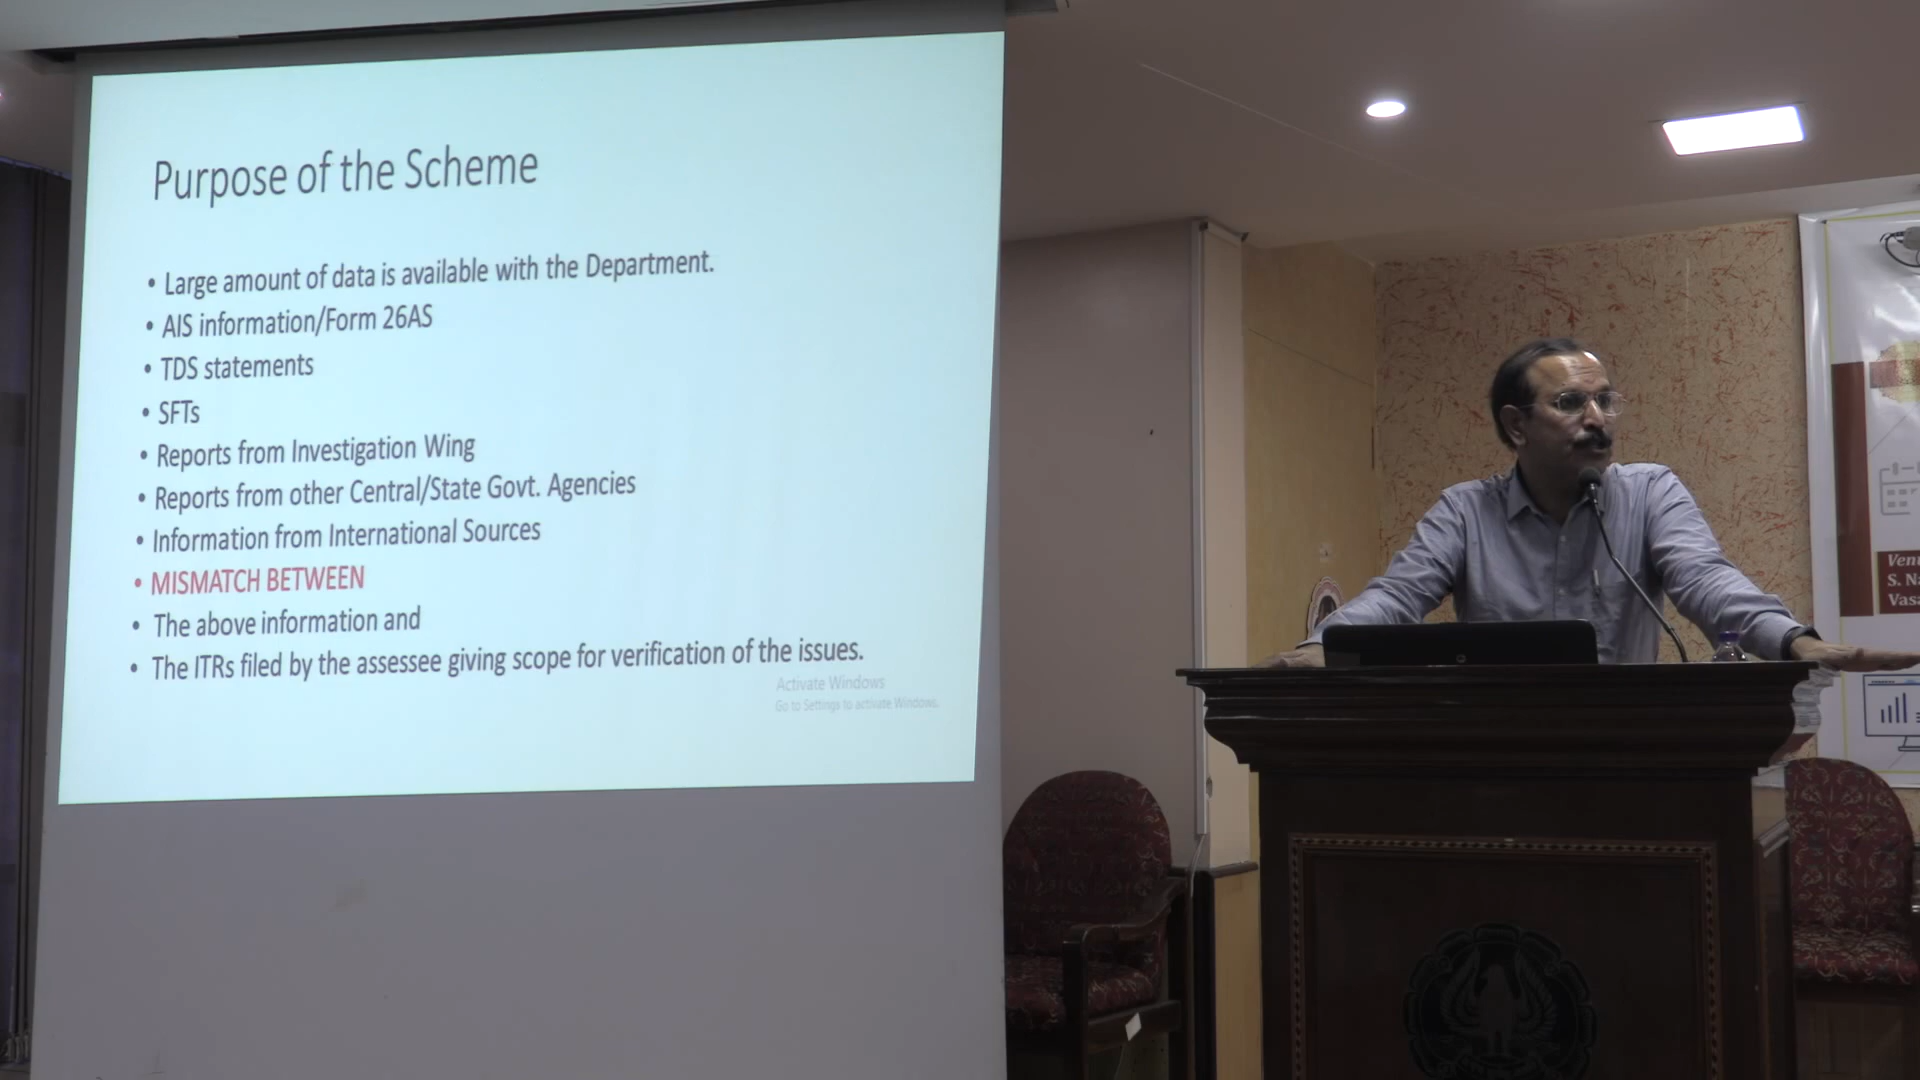 Purpose of the Scheme
• Large amount of data is available with the Department.
• AIS information/Form 26AS
• TDS statements
• SFTs
• Reports from Investigation Wing
• Reports from other Central/State Govt. Agencies
• Information from International Sources
• MISMATCH BETWEEN
• The above information and
• The ITRs filed by the assessee giving scope for verification of the issues.
Activate Windows
Go to Settings to activate Windows.
S.